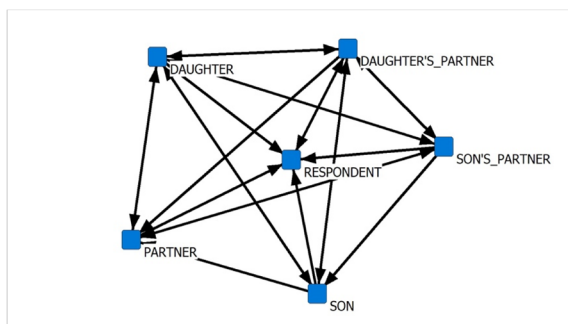 DAUGHTER
DAUGHTER'S_PARTNER
SON'S_PARTNER
RESPONDENT
PARTNER
SON